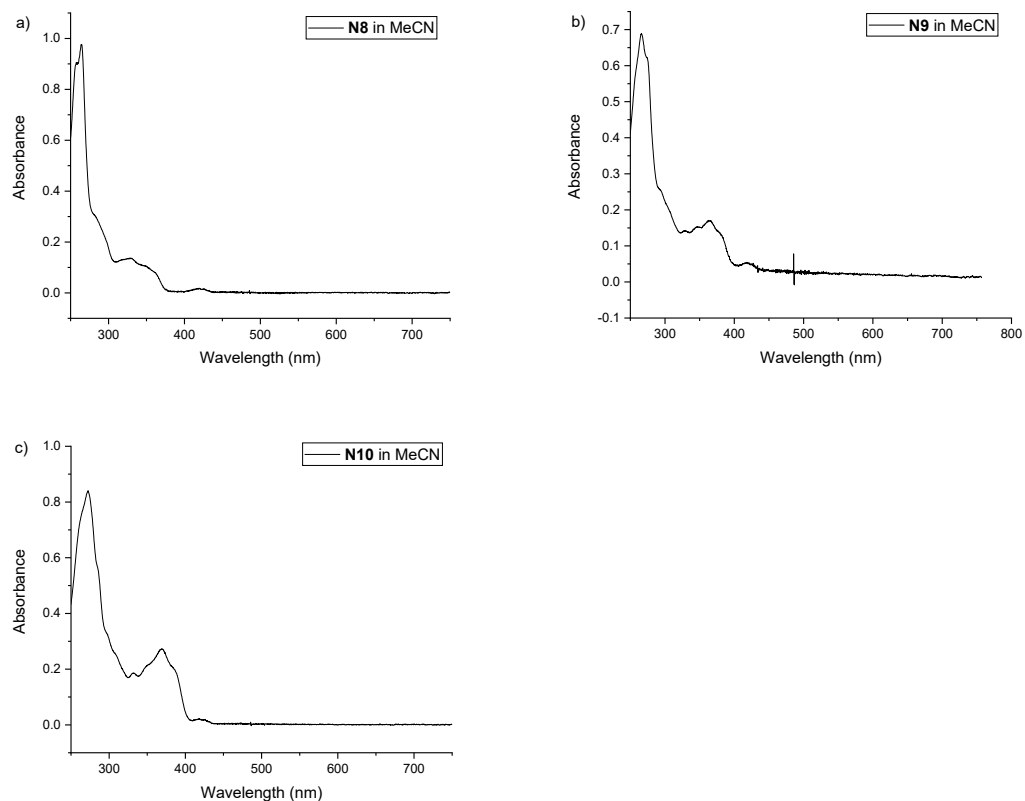 a)
N8 in MeCN
1.0
0.8
0.6
0.4
0.2
0.0
Absorbance
300 400 500 600 700
Wavelength (nm)
b)
N9 in MeCN
0.7
0.6
0.5
0.4
0.3
0.2
0.1
0.0
-0.1
Absorbance
300 400 500 600 700 800
Wavelength (nm)
c)
N10 in MeCN
1.0
0.8
0.6
0.4
0.2
0.0
Absorbance
300 400 500 600 700
Wavelength (nm)